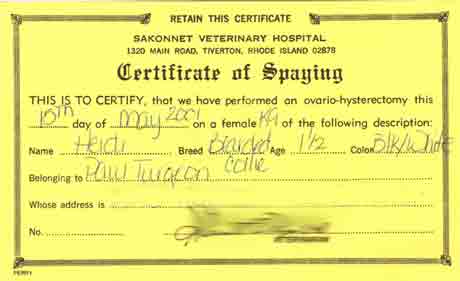 RETAIN THIS CERTIFICATE
SAKONNET VETERINARY HOSPITAL
1320 MAIN ROAD, TIVERTON, RHODE ISLAND 02878
Certificate of Spaying
THIS IS TO CERTIFY, that we have performed an ovario-hysterectomy this
15th day of May 2001 on a female K9 of the following description:
Name Heidi Breed Bearded Collie Age 1 1/2 Color Blk/White
Belonging to Paul Turgeon
Whose address is
No.